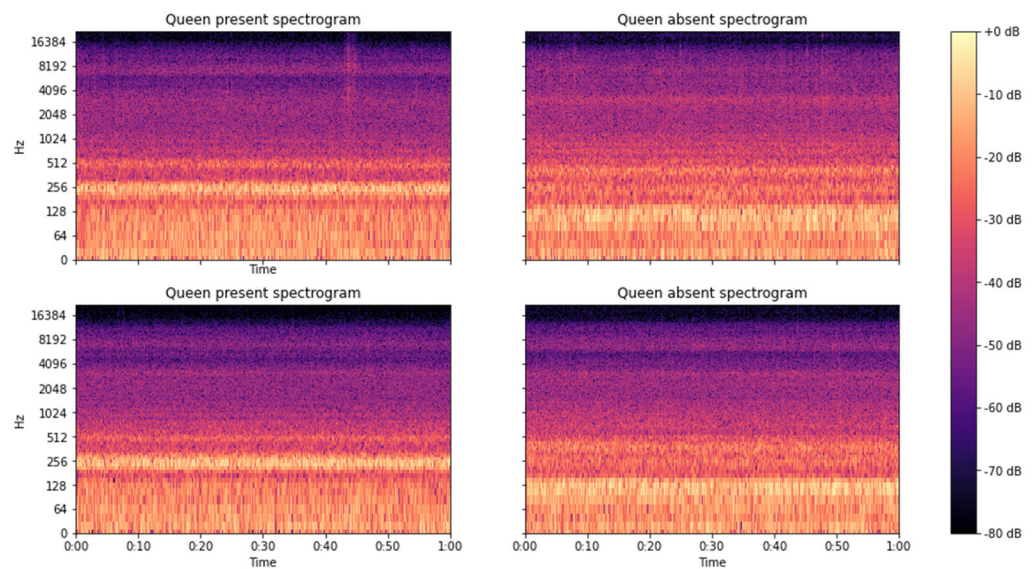 Queen present spectrogram
Queen absent spectrogram
16384
8192
4096
2048
1024
512
256
128
64
0
Hz
Time
+0 dB
-10 dB
-20 dB
-30 dB
-40 dB
-50 dB
-60 dB
-70 dB
-80 dB
Queen present spectrogram
Queen absent spectrogram
16384
8192
4096
2048
1024
512
256
128
64
0
Hz
0:00 0:10 0:20 0:30 0:40 0:50 1:00
Time
0:00 0:10 0:20 0:30 0:40 0:50 1:00
Time